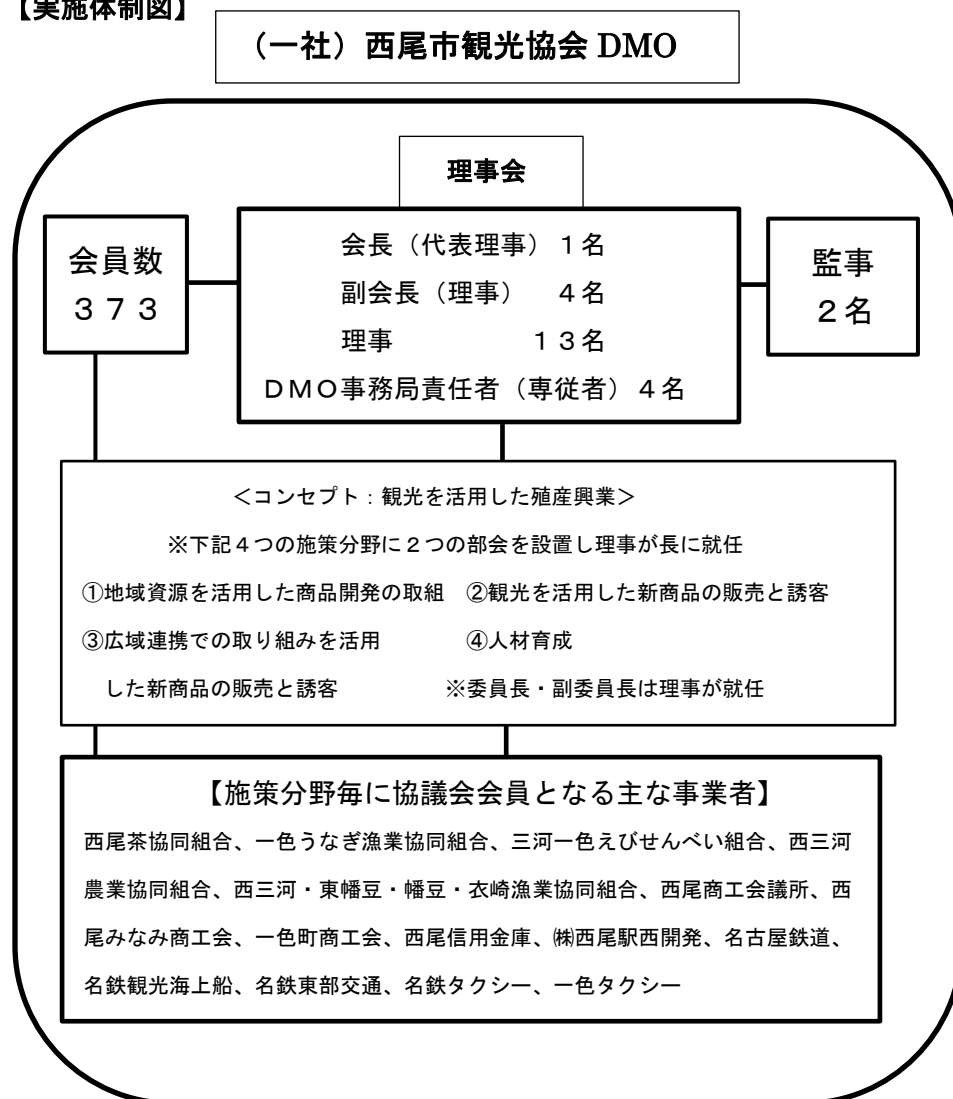 【実施体制図】
（一社）西尾市観光協会 DMO
理事会
会員数
３７３
会長（代表理事）１名
副会長（理事）　４名
理事　　　　　１３名
ＤＭＯ事務局責任者（専従者）４名
監事
２名
＜コンセプト：観光を活用した殖産興業＞
※下記４つの施策分野に２つの部会を設置し理事が長に就任
①地域資源を活用した商品開発の取組　②観光を活用した新商品の販売と誘客
③広域連携での取り組みを活用　④人材育成
した新商品の販売と誘客　※委員長・副委員長は理事が就任
【施策分野毎に協議会会員となる主な事業者】
西尾茶協同組合、一色うなぎ漁業協同組合、三河一色えびせんべい組合、西三河
農業協同組合、西三河・東幡豆・幡豆・衣崎漁業協同組合、西尾商工会議所、西
尾みなみ商工会、一色町商工会、西尾信用金庫、㈱西尾駅西開発、名古屋鉄道、
名鉄観光海上船、名鉄東部交通、名鉄タクシー、一色タクシー